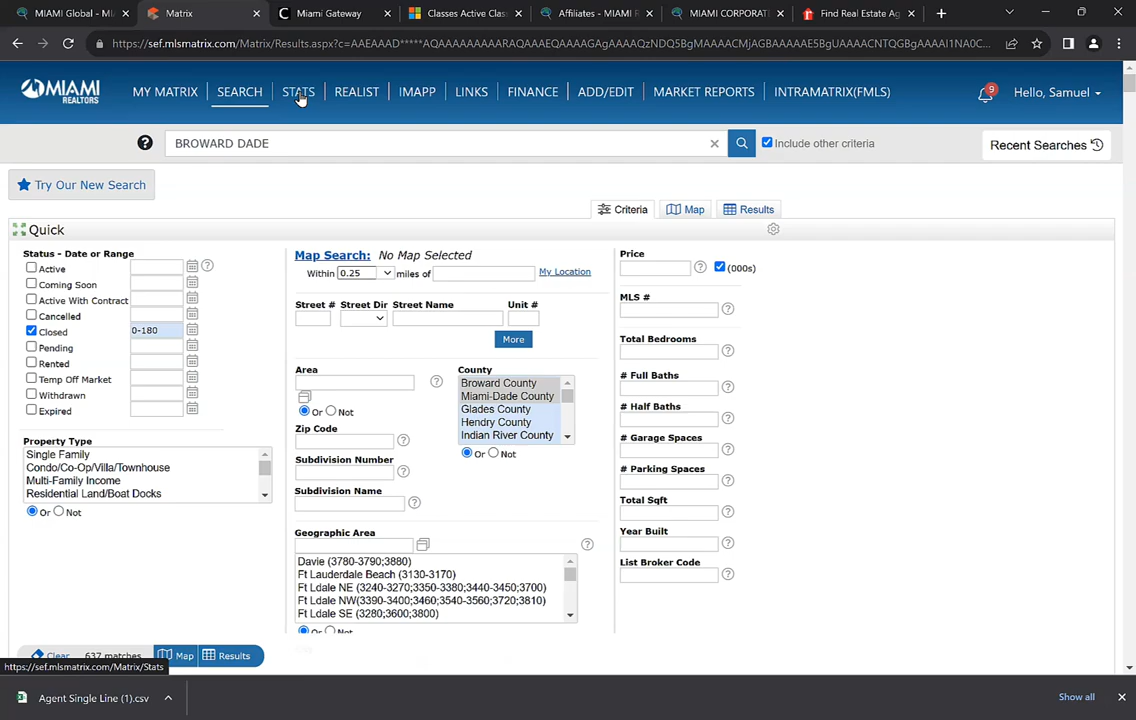 MIAMI Global - MI
Matrix
Miami Gateway
Classes Active Clas
Affiliates - MIAMI R
MIAMI CORPORAT
Find Real Estate Ag
https://sef.mlsmatrix.com/Matrix/Results.aspx?c=AAEAAAD*****AQAAAAAAAAARAQAAAEQAAAAGAgAAAAQzNDQ5BgMAAAACMjAGBAAAAAE5BgUAAAACNTQGBgAAAAI1NA0C...
MIAMI REALTORS
MY MATRIX SEARCH STATS REALIST IMAPP LINKS FINANCE ADD/EDIT MARKET REPORTS INTRAMATRIX(FMLS) 9 Hello, Samuel
? BROWARD DADE Include other criteria Recent Searches
Try Our New Search
Criteria Map Results
Quick
Status - Date or Range
Active
Coming Soon
Active With Contract
Cancelled
Closed 0-180
Pending
Rented
Temp Off Market
Withdrawn
Expired
Property Type
Single Family
Condo/Co-Op/Villa/Townhouse
Multi-Family Income
Residential Land/Boat Docks
Or Not
Map Search: No Map Selected
Within 0.25 miles of My Location
Street # Street Dir Street Name Unit #
More
Area
Or Not
Zip Code
Subdivision Number
Subdivision Name
County
Broward County
Miami-Dade County
Glades County
Hendry County
Indian River County
Or Not
Geographic Area
Davie (3780-3790;3880)
Ft Lauderdale Beach (3130-3170)
Ft Ldale NE (3240-3270;3350-3380;3440-3450;3700)
Ft Ldale NW(3390-3400;3460;3540-3560;3720;3810)
Ft Ldale SE (3280;3600;3800)
Or Not
Price
(000s)
MLS #
Total Bedrooms
# Full Baths
# Half Baths
# Garage Spaces
# Parking Spaces
Total Sqft
Year Built
List Broker Code
Clear 637 matches Map Results
https://sef.mlsmatrix.com/Matrix/Stats
Agent Single Line (1).csv Show all